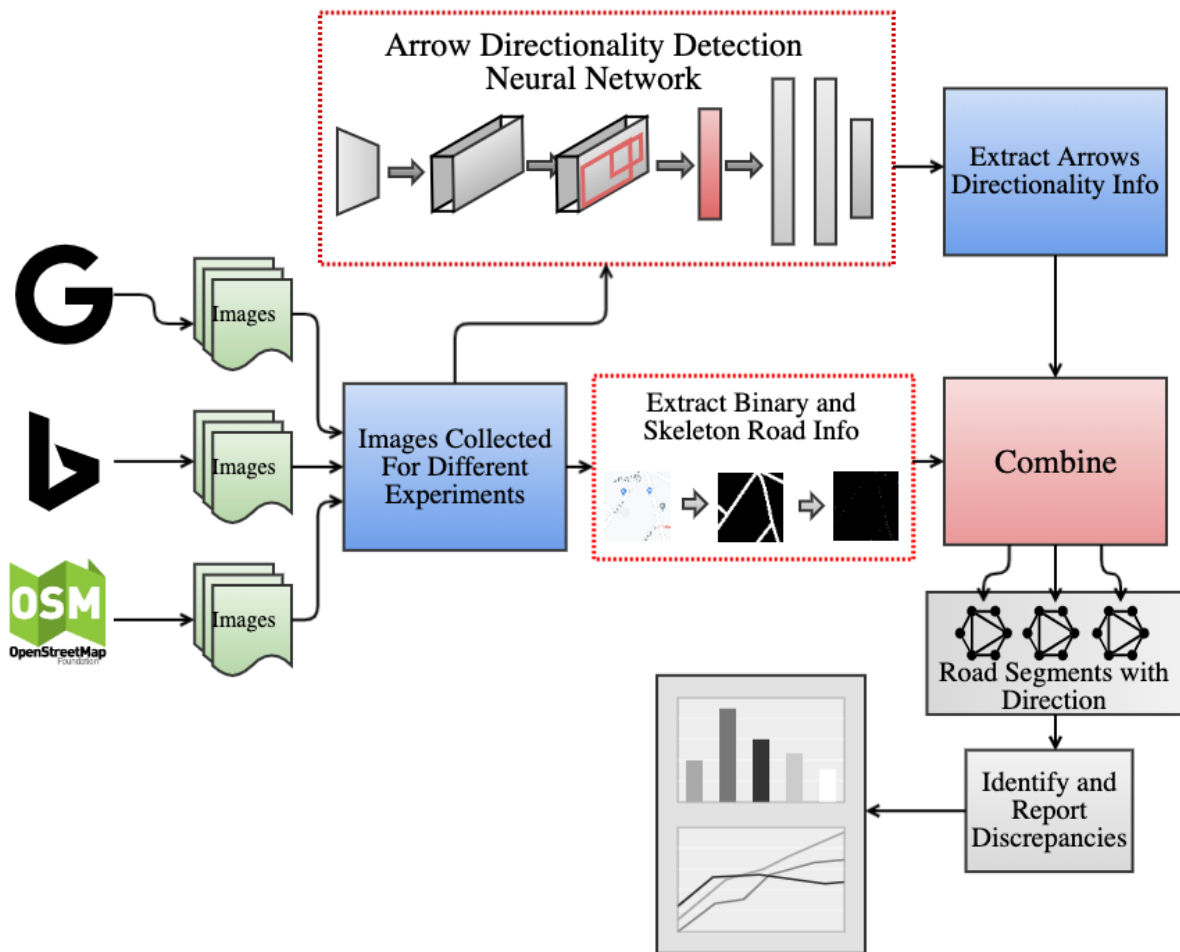 Arrow Directionality Detection
Neural Network
Extract Arrows
Directionality Info
Images
Images
Images
OSM
OpenStreetMap
Foundation
Images Collected
For Different
Experiments
Extract Binary and
Skeleton Road Info
Combine
Road Segments with
Direction
Identify and
Report
Discrepancies